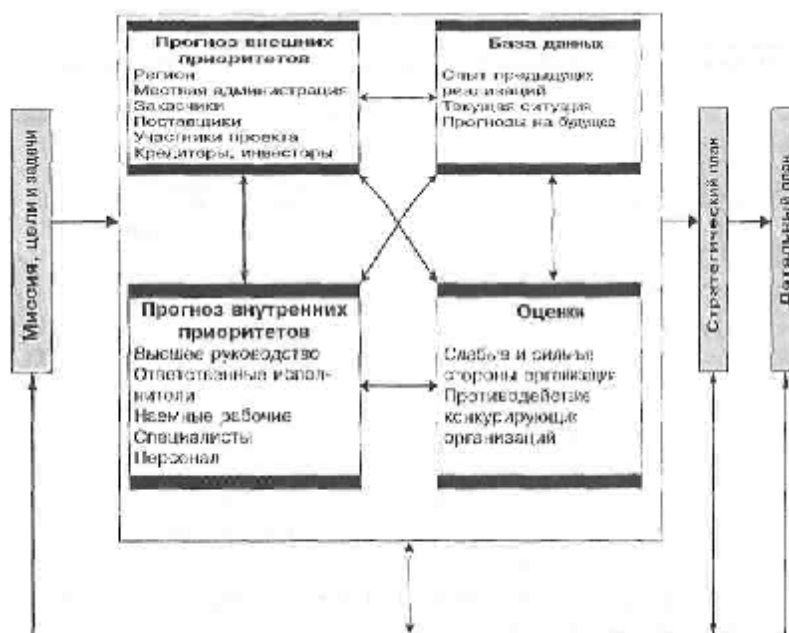 Прогноз внешних
приоритетов
Регион
Местная администрация
Заказчики
Поставщики
Участники проекта
Кредиторы, инвесторы
База данных
Опыт предыдущих
реализаций
Текущая ситуация
Прогнозы на будущее
Миссия, цели и задачи
Прогноз внутренних
приоритетов
Высшее руководство
Ответственные испол-
нители
Наемные рабочие
Специалисты
Персонал
Оценки
Слабые и сильные
стороны организации
Противодействие
конкурирующих
организаций
Стратегический план
Детальный план